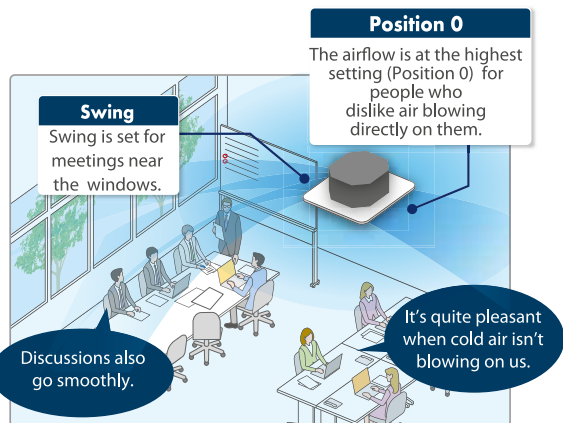 Position 0
The airflow is at the highest
setting (Position 0) for
people who
dislike air blowing
directly on them.
Swing
Swing is set for
meetings near
the windows.
Discussions also
go smoothly.
It's quite pleasant
when cold air isn't
blowing on us.